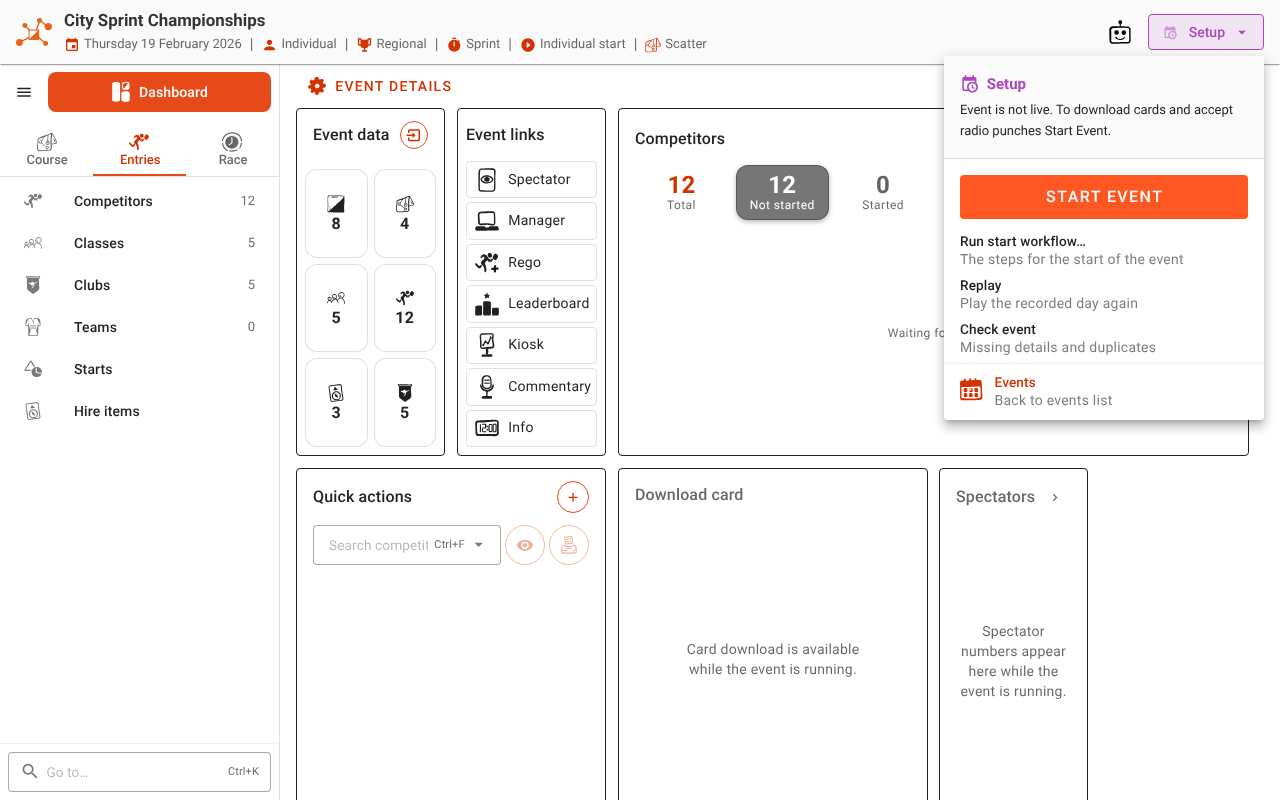 City Sprint Championships
Thursday 19 February 2026 | Individual | Regional | Sprint | Individual start | Scatter
Setup
Dashboard
Course
Entries
Race
Competitors 12
Classes 5
Clubs 5
Teams 0
Starts
Hire items
Go to… Ctrl+K
EVENT DETAILS
Event data
8
4
5
12
3
5
Event links
Spectator
Manager
Rego
Leaderboard
Kiosk
Commentary
Info
Competitors
12
Total
12
Not started
0
Started
Waiting fo
Setup
Event is not live. To download cards and accept
radio punches Start Event.
START EVENT
Run start workflow…
The steps for the start of the event
Replay
Play the recorded day again
Check event
Missing details and duplicates
Events
Back to events list
Quick actions
Search competit Ctrl+F
Download card
Card download is available
while the event is running.
Spectators
Spectator
numbers appear
here while the
event is running.